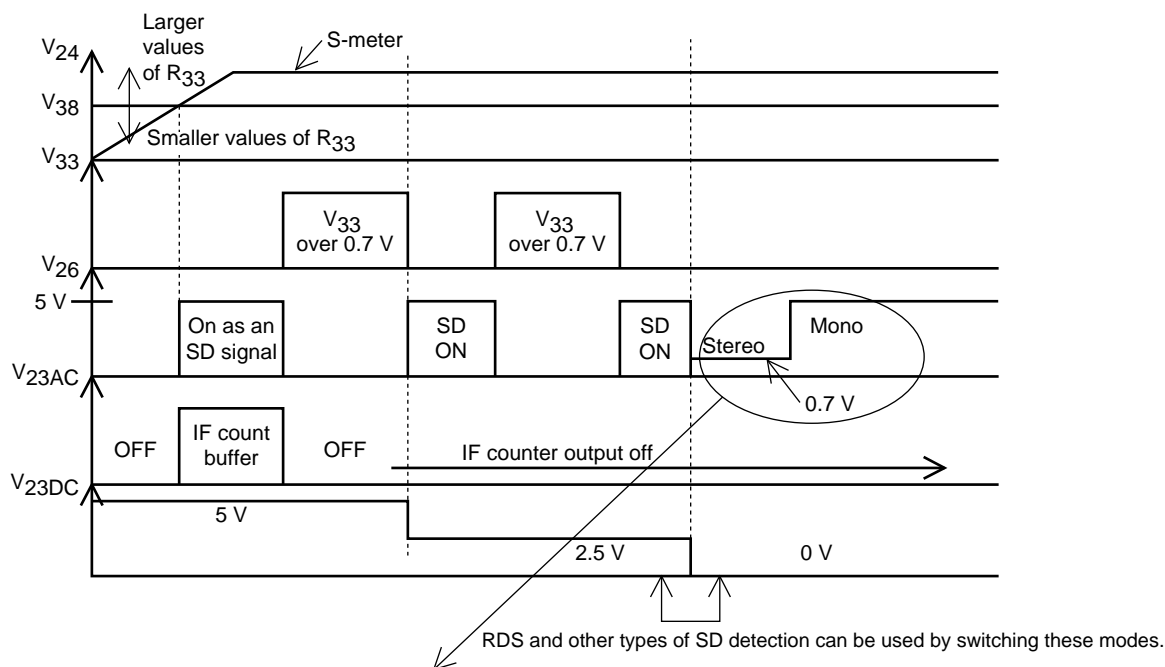 Larger
values
of R33
V24
S-meter
V38
Smaller values of R33
V33
V33
over 0.7 V
V33
over 0.7 V
V26
5 V
On as an
SD signal
SD
ON
SD
ON
Stereo
Mono
V23AC
0.7 V
OFF
IF count
buffer
OFF
IF counter output off
V23DC
5 V
2.5 V
0 V
RDS and other types of SD detection can be used by switching these modes.